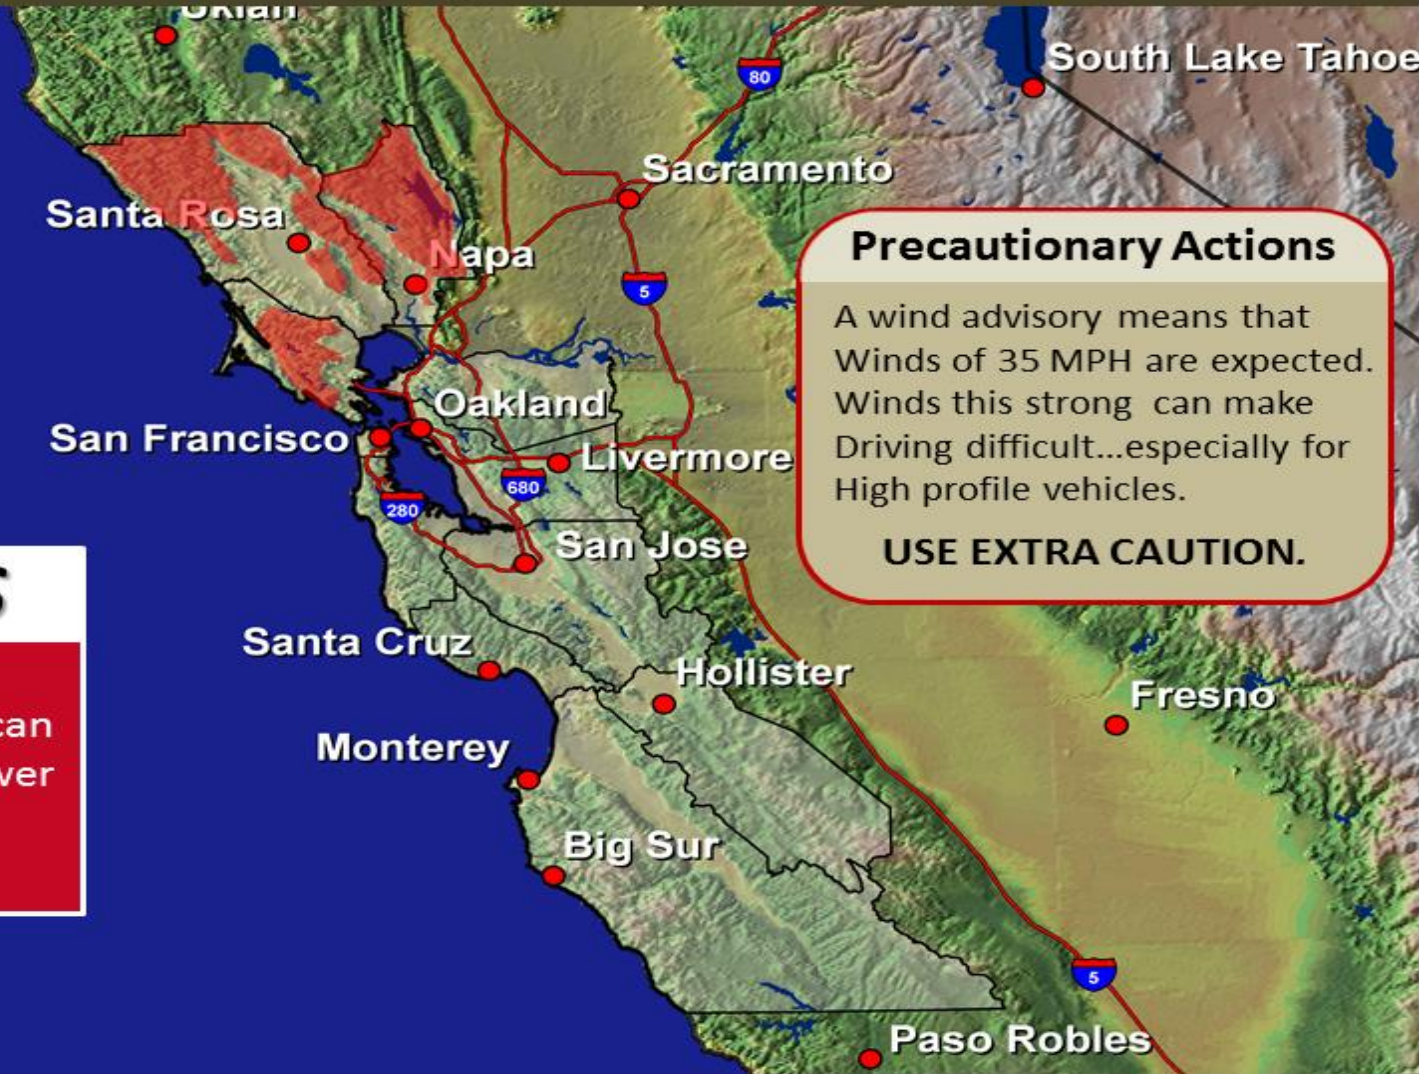 Ukiah
80
South Lake Tahoe
Sacramento
Santa Rosa
Napa
5
Precautionary Actions
A wind advisory means that
Winds of 35 MPH are expected.
Winds this strong can make
Driving difficult...especially for
High profile vehicles.
USE EXTRA CAUTION.
Oakland
San Francisco
Livermore
680
280
San Jose
S
can
wer
Santa Cruz
Hollister
Fresno
Monterey
Big Sur
5
Paso Robles